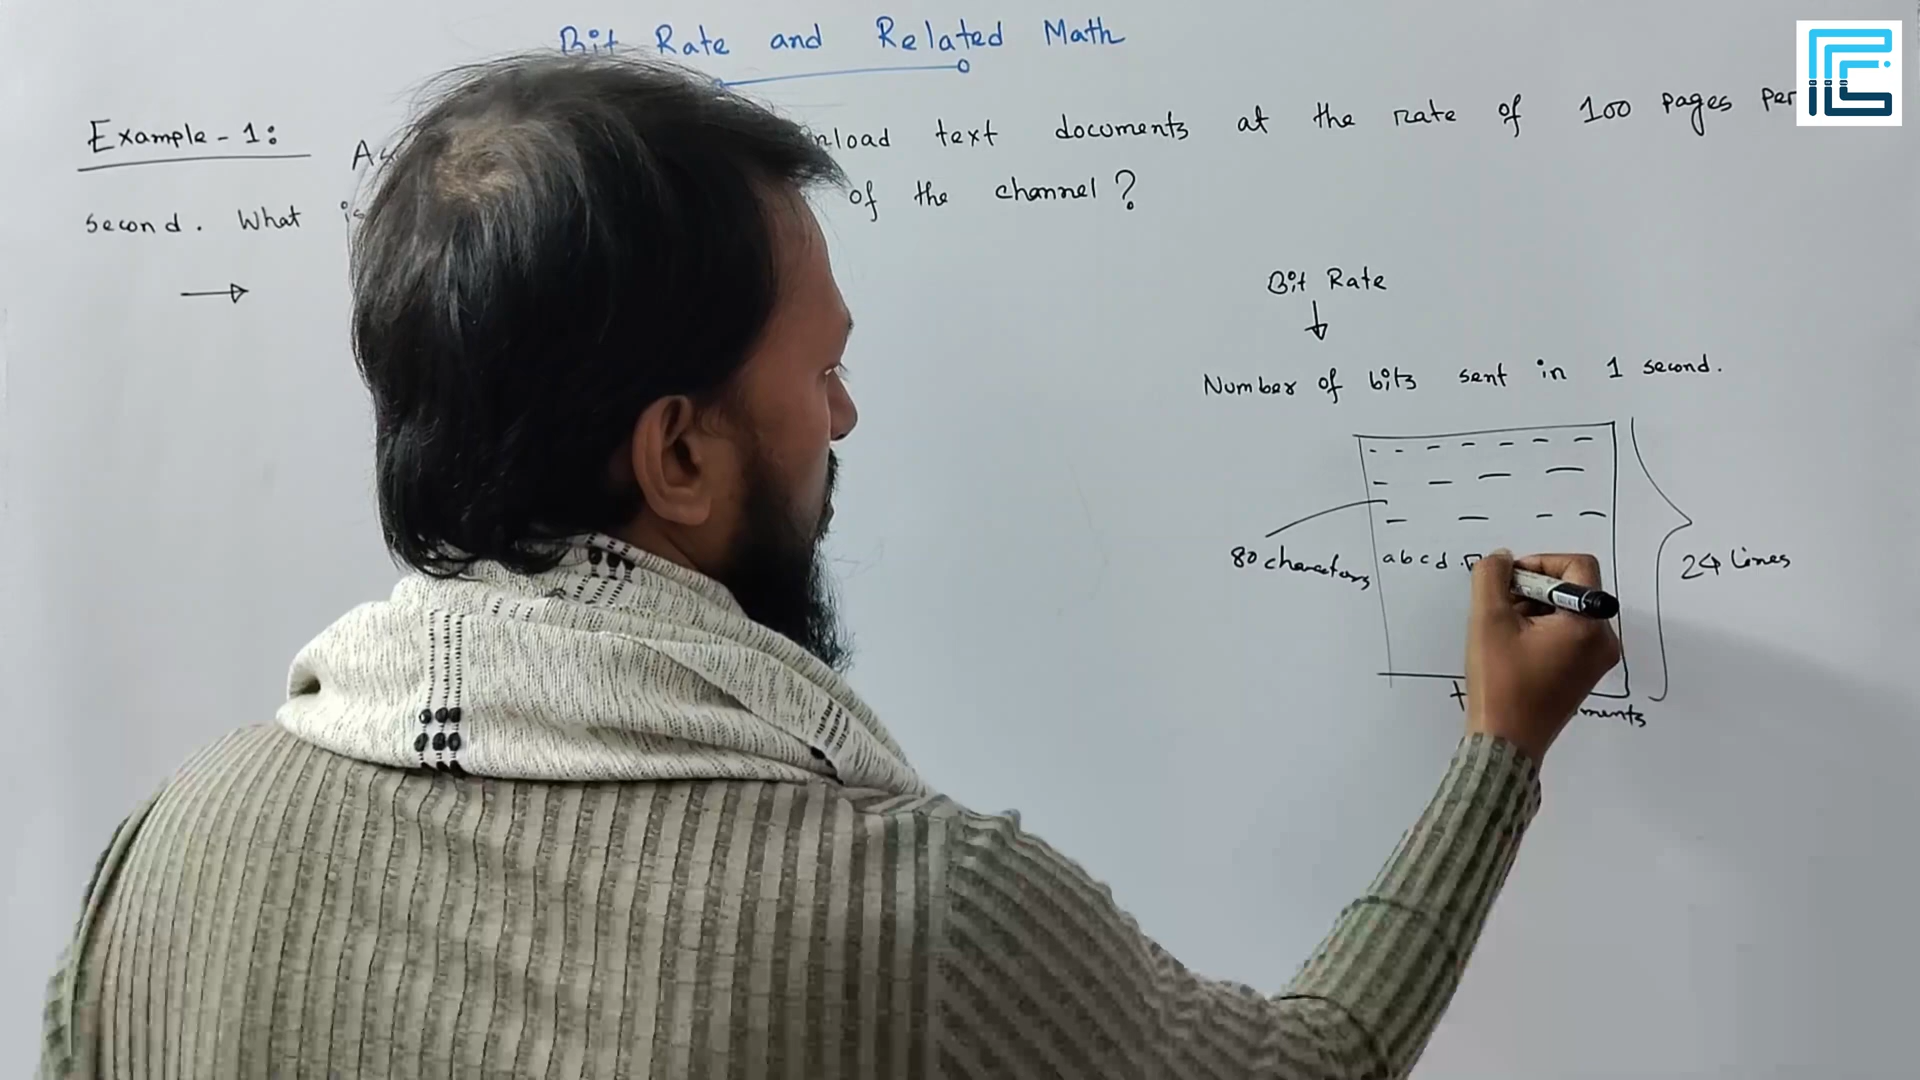 Bit Rate and Related Math
Example-1: documents at the rate of 100 pages per
text
second. What of the channel?
Bit Rate
Number of bits sent in 1 second.
80 characters
abcd
24 lines